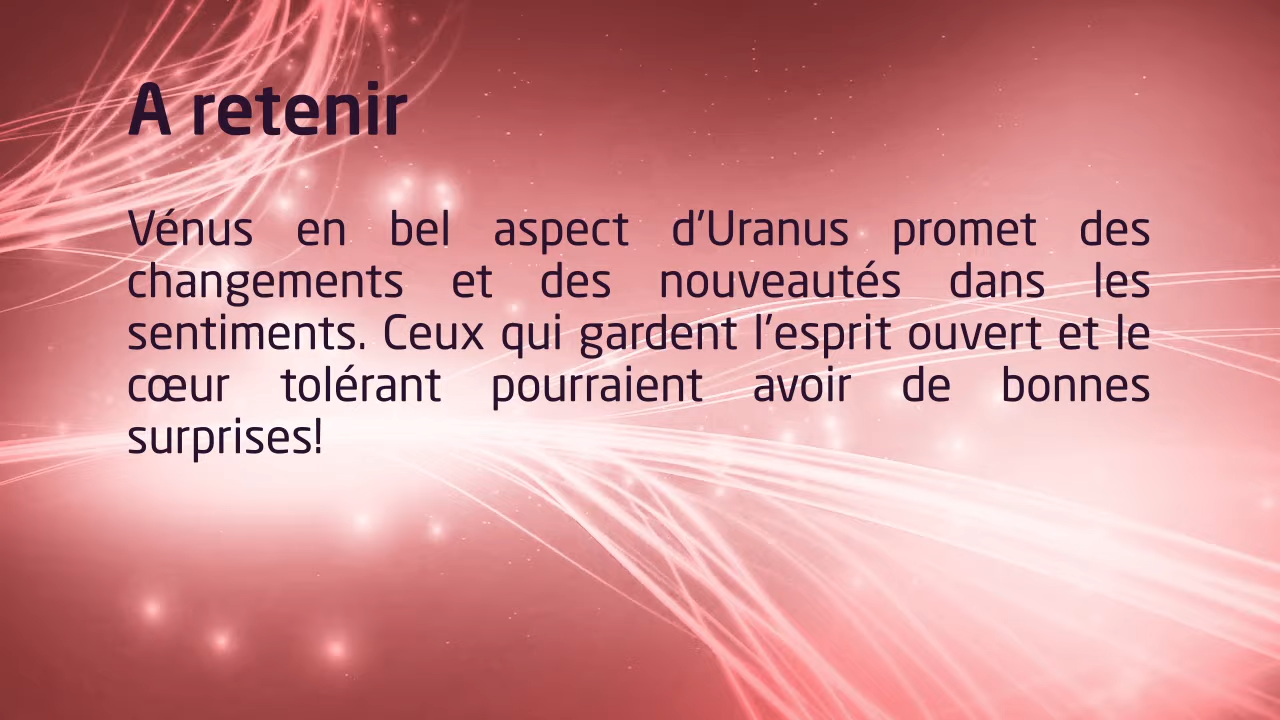 A retenir
Vénus en bel aspect d'Uranus promet des
changements et des nouveautés dans les
sentiments. Ceux qui gardent l'esprit ouvert et le
cœur tolérant pourraient avoir de bonnes
surprises!